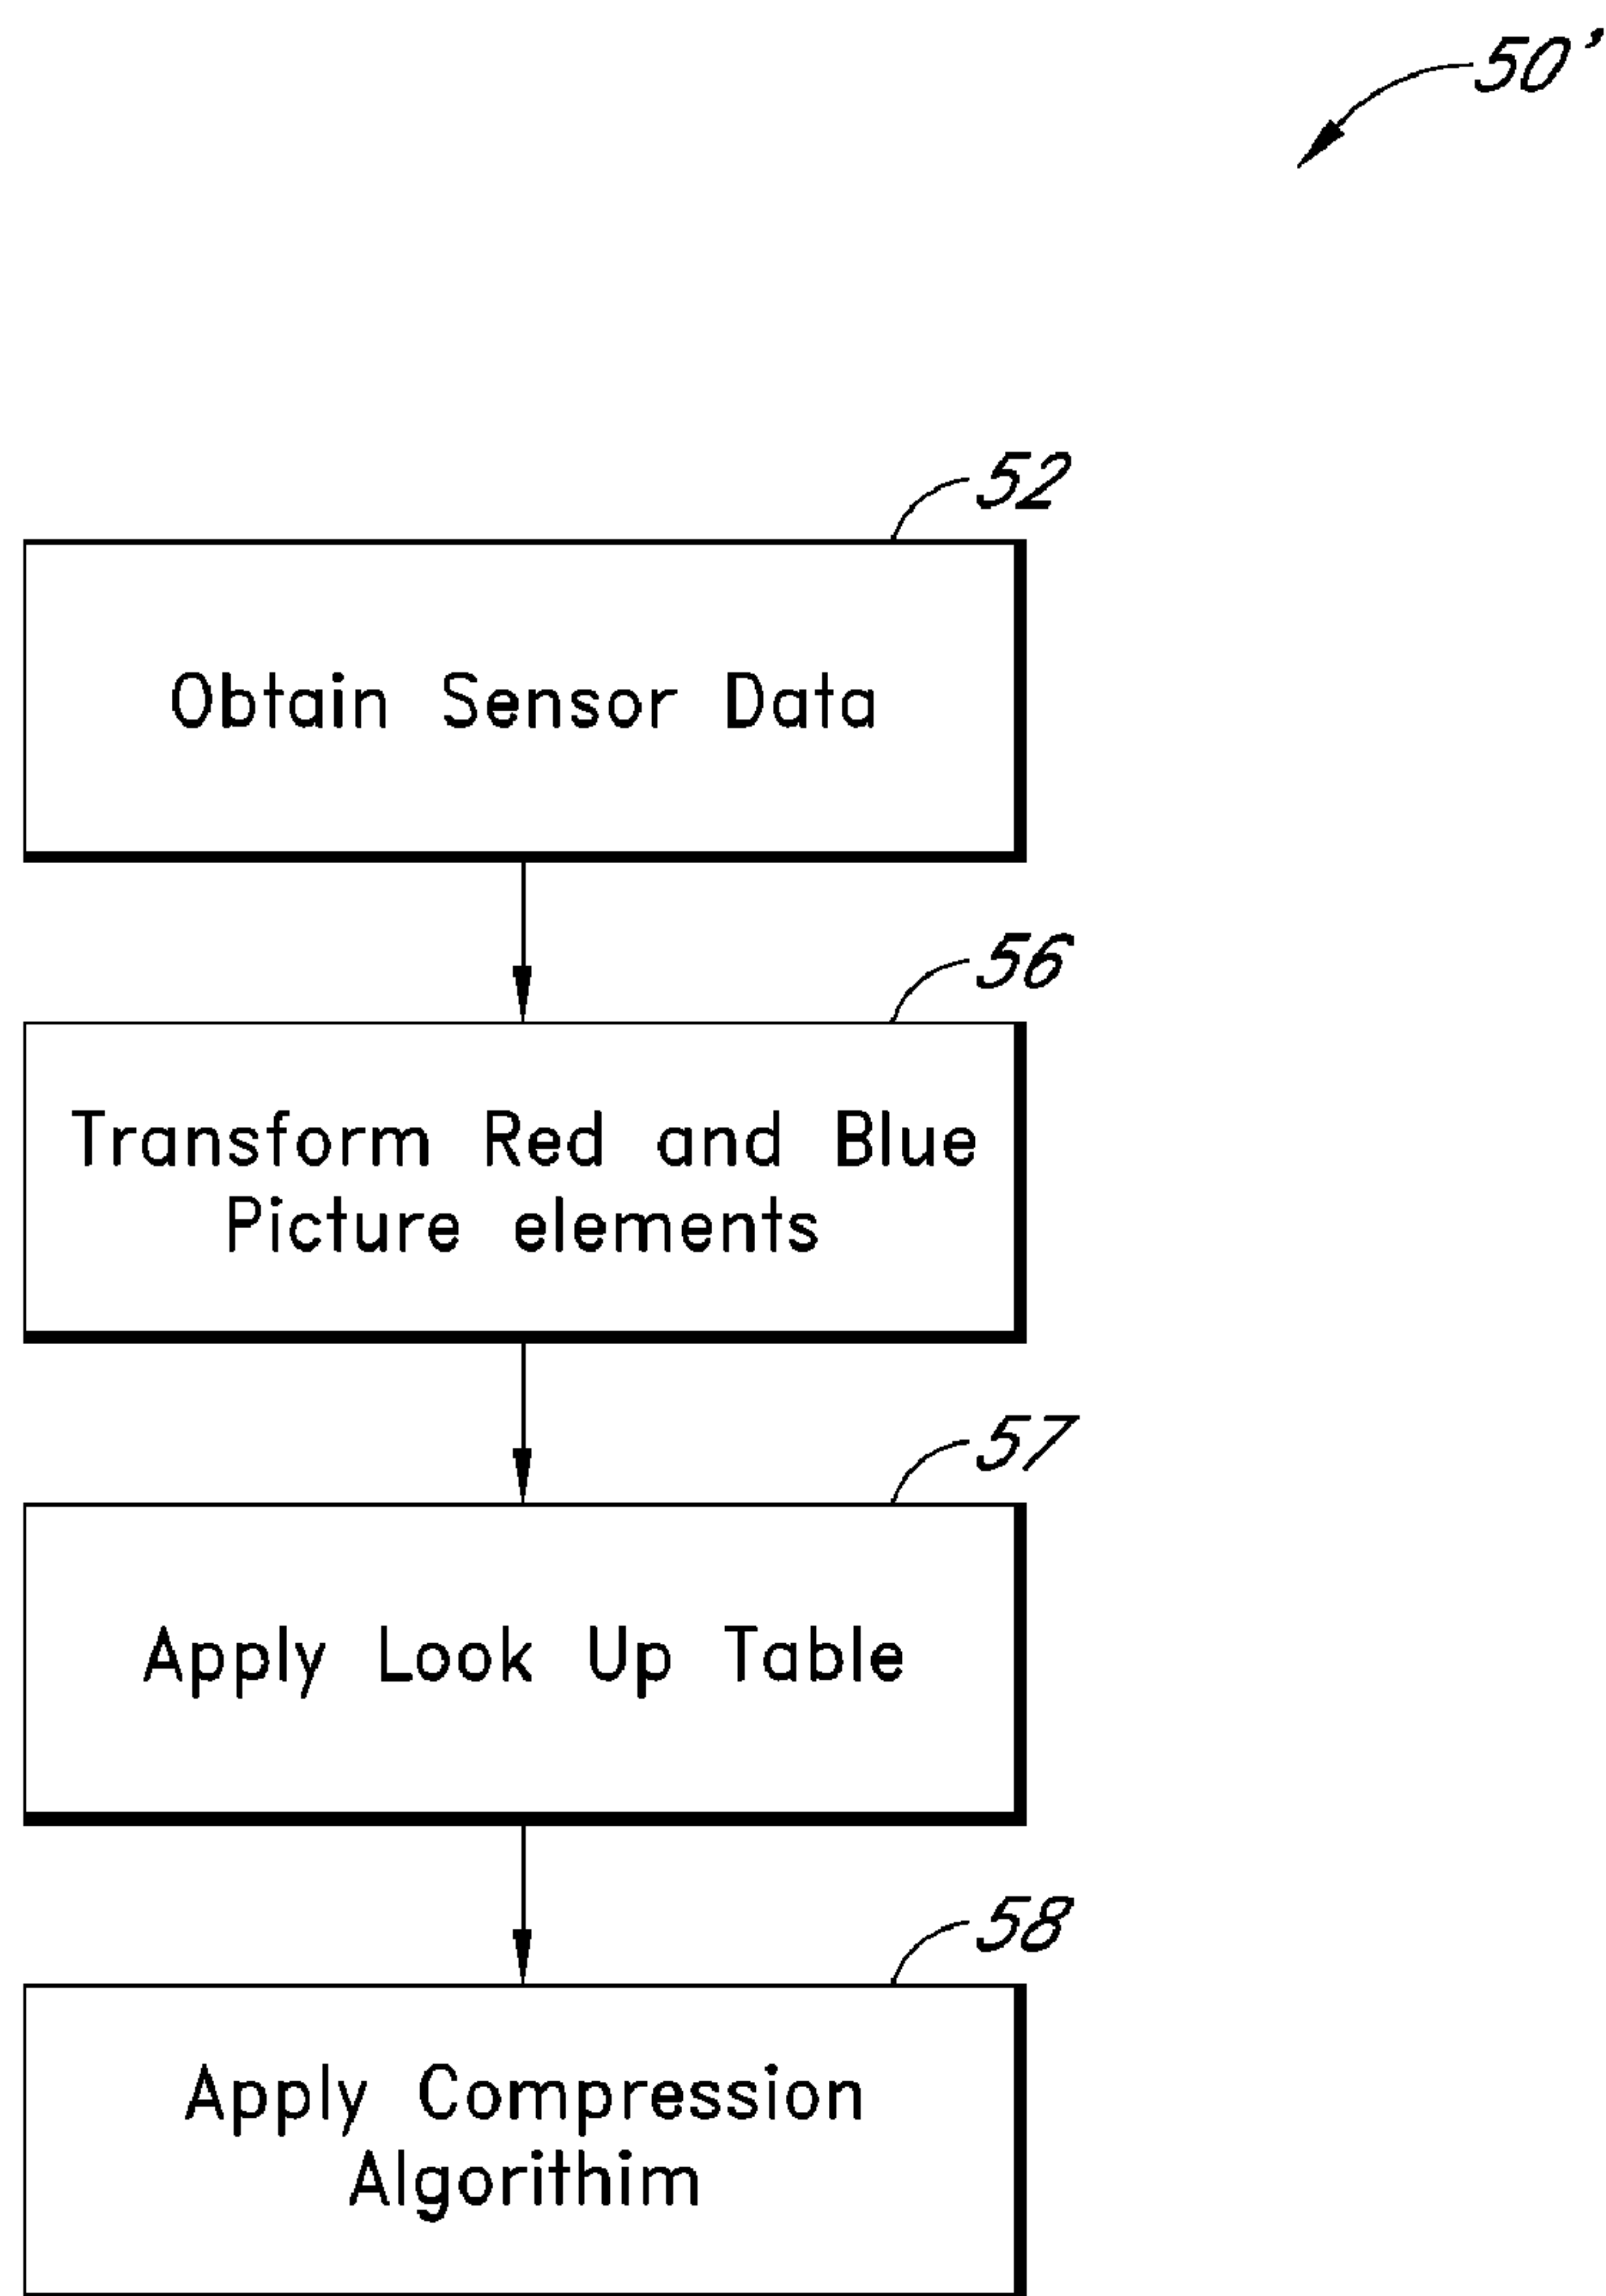 50'
52
Obtain Sensor Data
56
Transform Red and Blue
Picture elements
57
Apply Look Up Table
58
Apply Compression
Algorithim